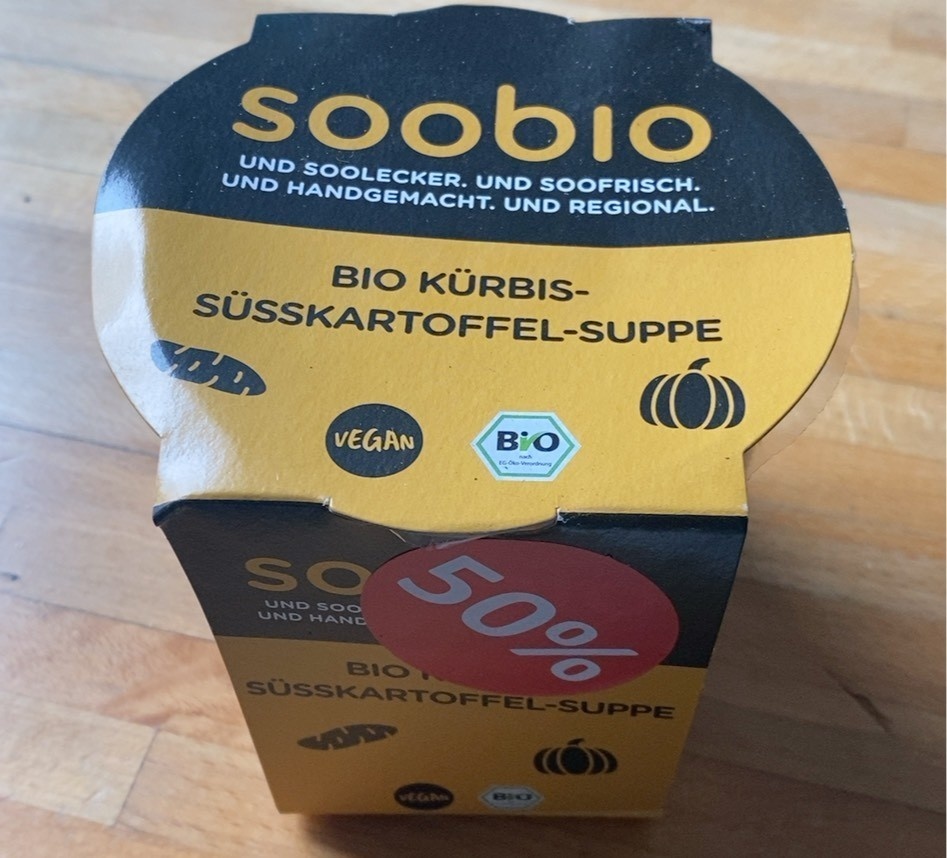 soobio
UND SOOLECKER. UND SOOFRISCH.
UND HANDGEMACHT. UND REGIONAL.
BIO KÜRBIS-
SÜSSKARTOFFEL-SUPPE
VEGAN
BiO
nach
EG-Öko-Verordnung
SO
UND SOO
UND HAND
50%
BIO
SÜSSKARTOFFEL-SUPPE
VEGAN
BiO